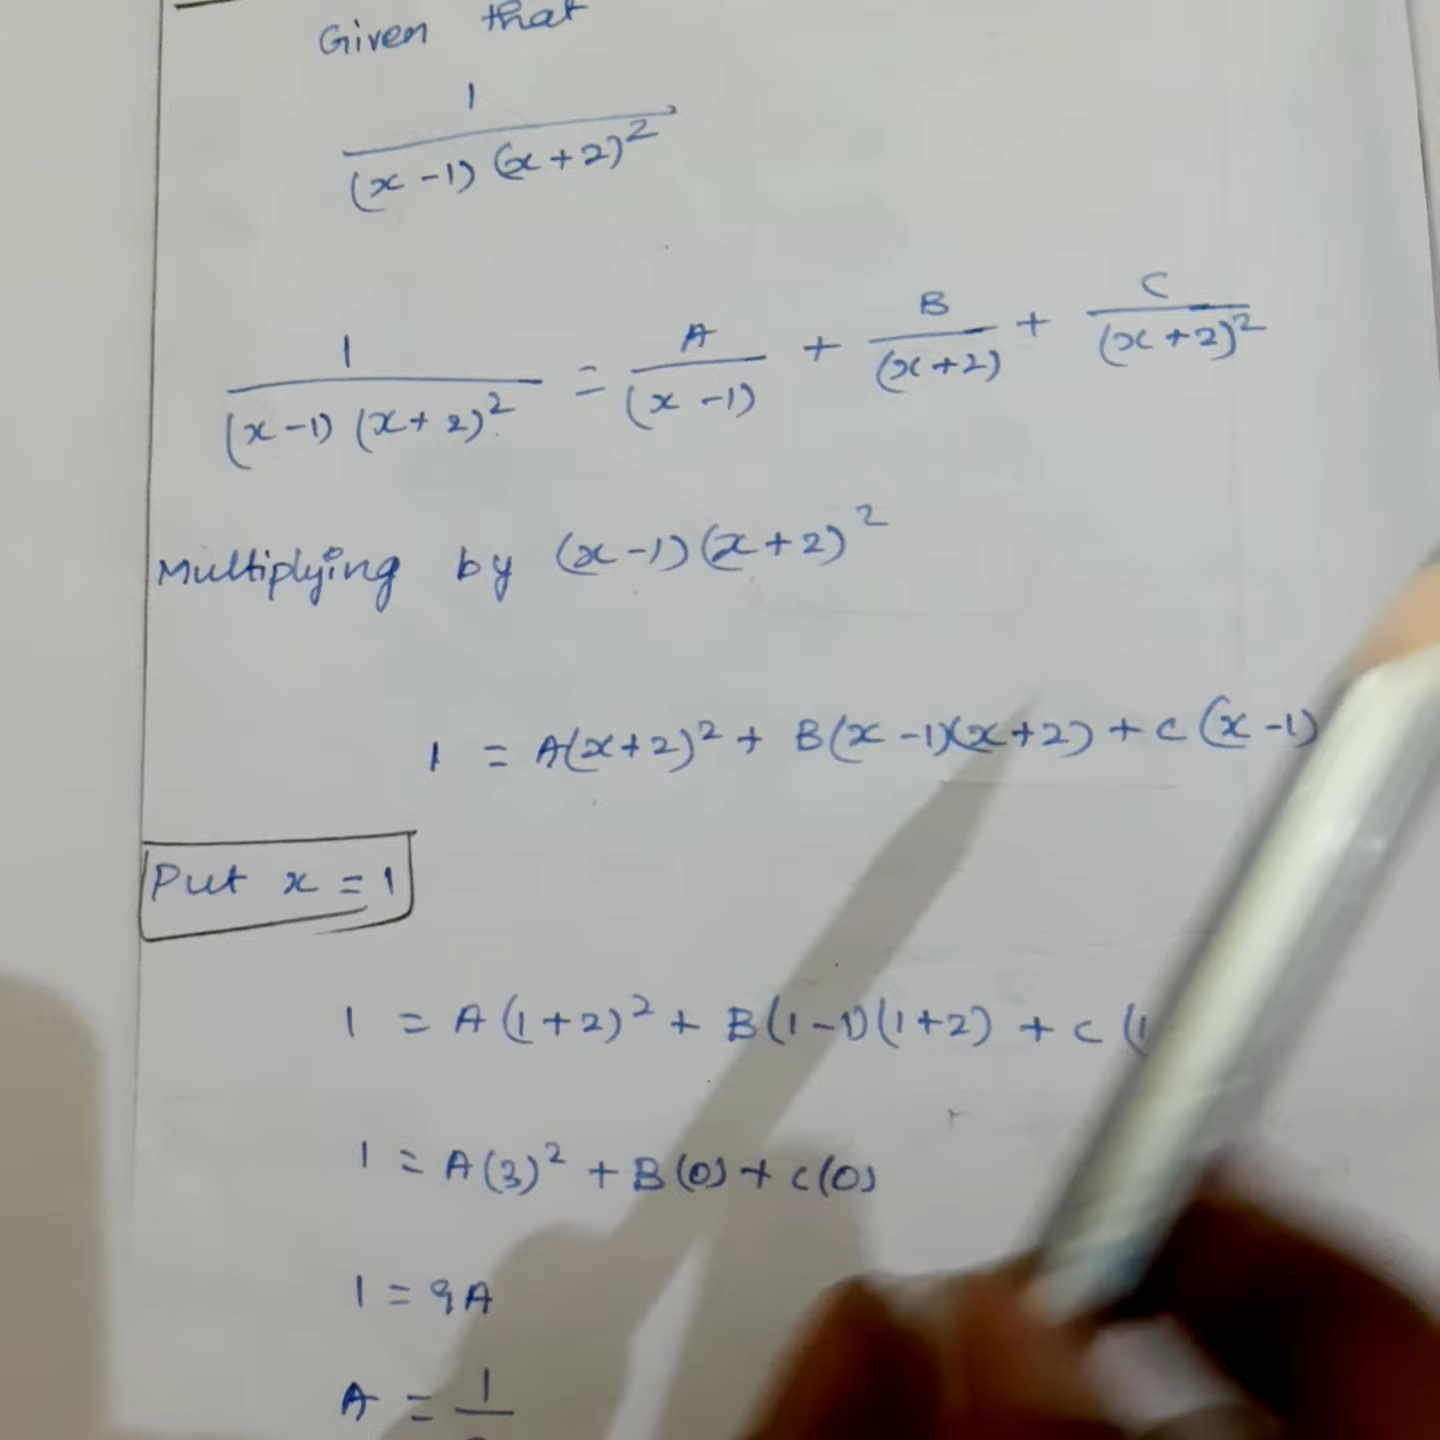 Given that
1
(x-1) (x+2)²
1 / (x-1) (x+2)² = A / (x-1) + B / (x+2) + C / (x+2)²
Multiplying by (x-1)(x+2)²
1 = A(x+2)² + B(x-1)(x+2) + C(x-1)
Put x = 1
1 = A(1+2)² + B(1-1)(1+2) + C(1
1 = A(3)² + B(0) + C(0)
1 = 9A
A = 1